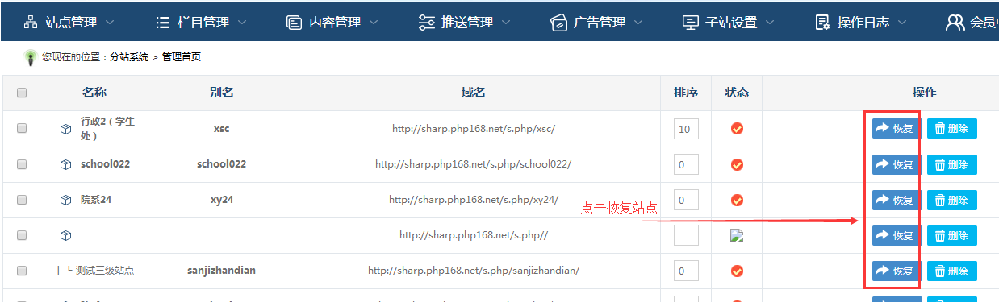 站点管理 栏目管理 内容管理 推送管理 广告管理 子站设置 操作日志 会员
您现在的位置：分站系统 > 管理首页
名称 别名 域名 排序 状态 操作
行政2（学生
处） xsc http://sharp.php168.net/s.php/xsc/ 10 恢复 删除
school022 school022 http://sharp.php168.net/s.php/school022/ 0 恢复 删除
院系24 xy24 http://sharp.php168.net/s.php/xy24/ 0 恢复 删除
点击恢复站点
http://sharp.php168.net/s.php// 恢复 删除
| ┗ 测试三级站点 sanjizhandian http://sharp.php168.net/s.php/sanjizhandian/ 0 恢复 删除